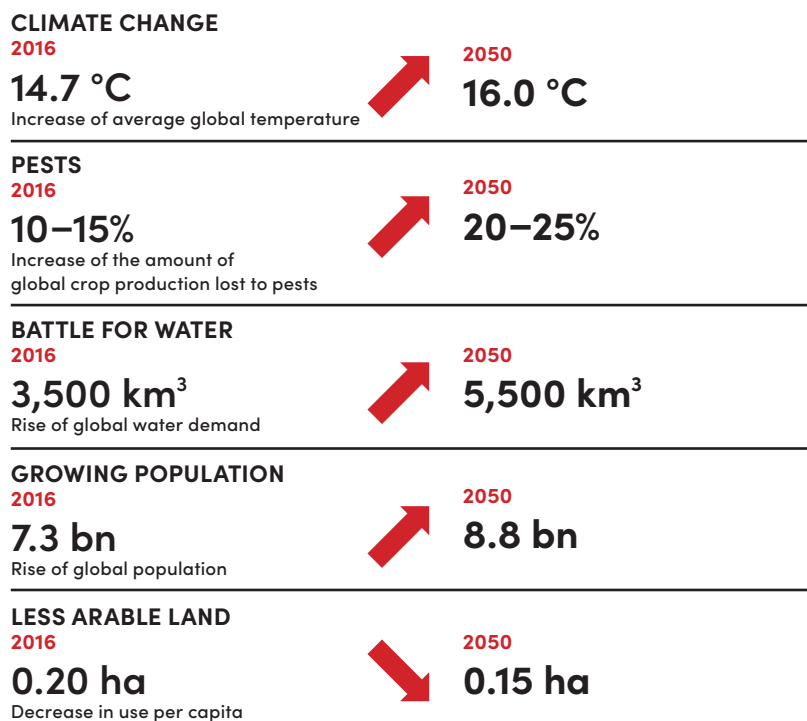 CLIMATE CHANGE
2016
2050
14.7 °C
16.0 °C
Increase of average global temperature
PESTS
2016
2050
10–15%
20–25%
Increase of the amount of
global crop production lost to pests
BATTLE FOR WATER
2016
2050
3,500 km³
5,500 km³
Rise of global water demand
GROWING POPULATION
2016
2050
7.3 bn
8.8 bn
Rise of global population
LESS ARABLE LAND
2016
2050
0.20 ha
0.15 ha
Decrease in use per capita